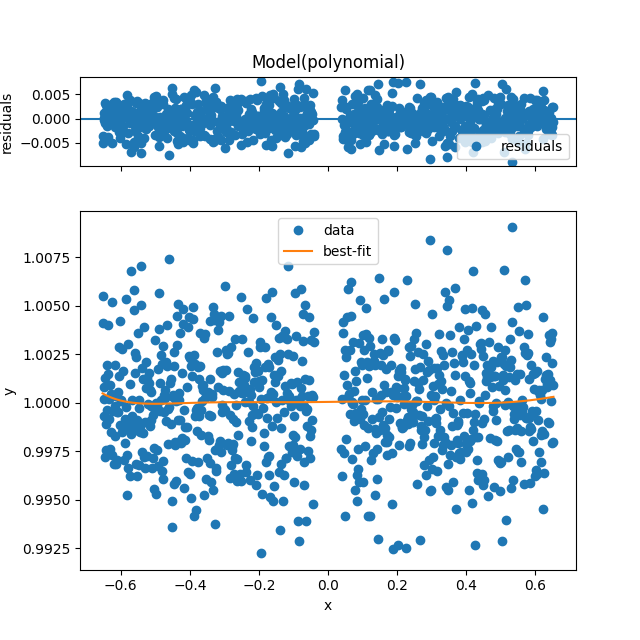 Model(polynomial)
residuals
0.005
0.000
−0.005
residuals
data
best-fit
y
1.0075
1.0050
1.0025
1.0000
0.9975
0.9950
0.9925
−0.6 −0.4 −0.2 0.0 0.2 0.4 0.6
x